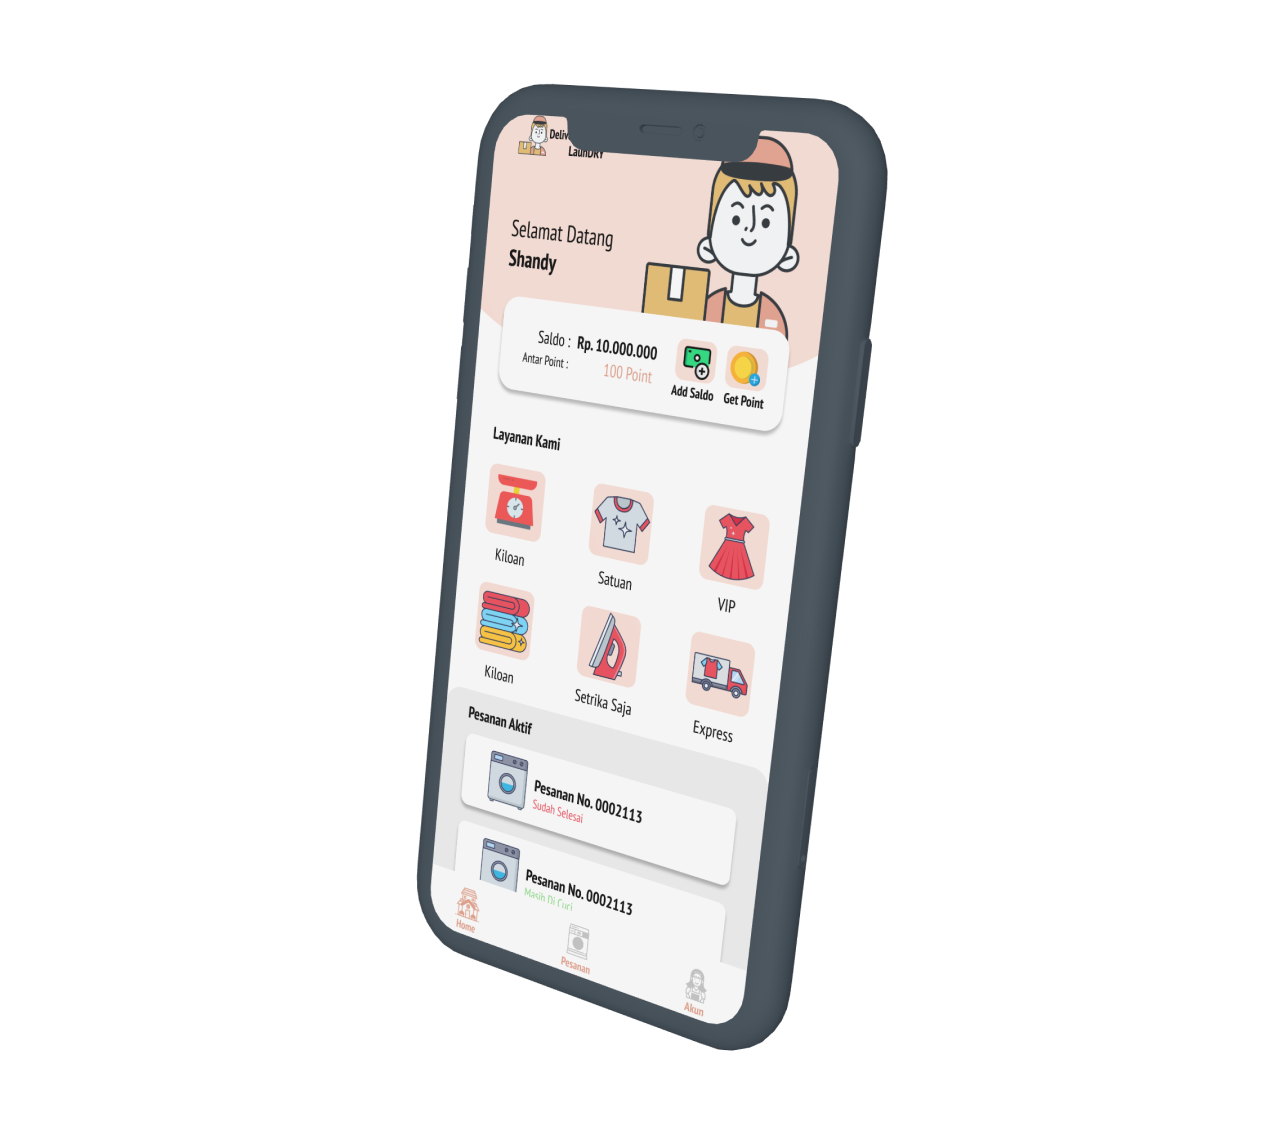 Deliv
LaunDRY
Selamat Datang
Shandy
Saldo : Rp. 10.000.000
Antar Point : 100 Point
Add Saldo Get Point
Layanan Kami
Kiloan Satuan VIP
Kiloan Setrika Saja Express
Pesanan Aktif
Pesanan No. 0002113
Sudah Selesai
Pesanan No. 0002113
Masih Di Cuci
Home Pesanan Akun